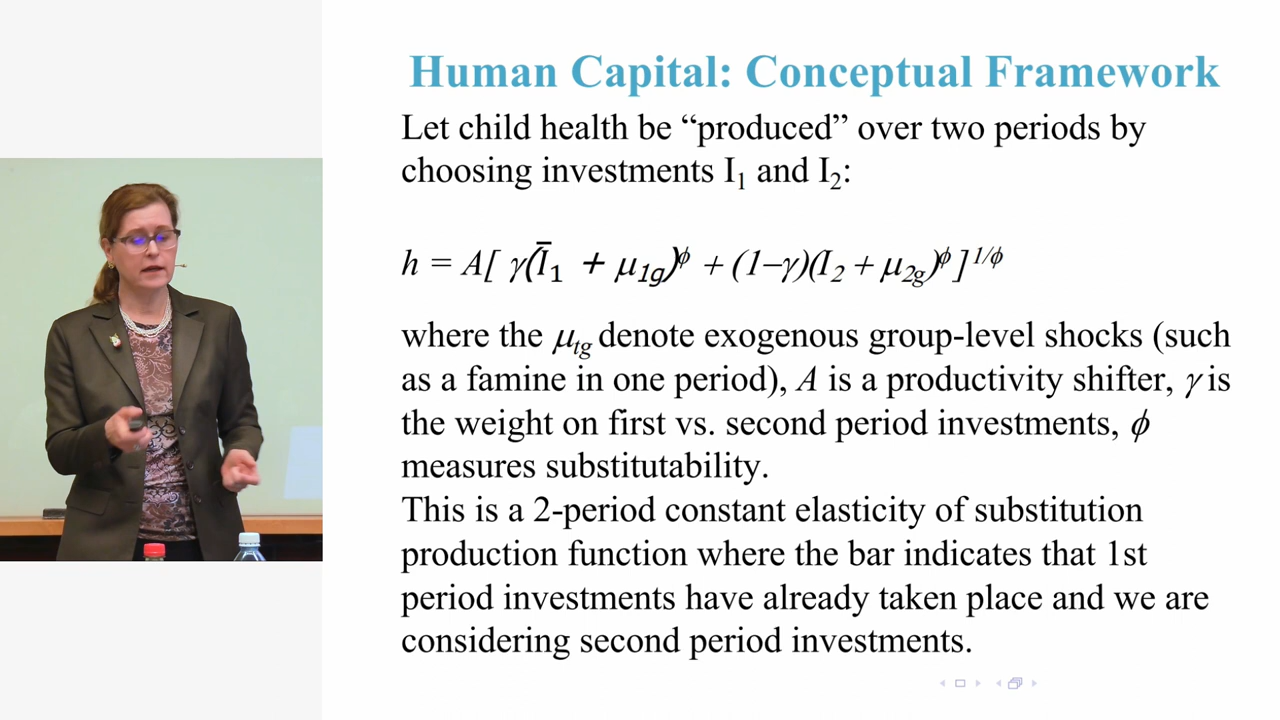 Human Capital: Conceptual Framework
Let child health be “produced” over two periods by
choosing investments I₁ and I₂:
h = A[ γ(Ī₁ + μ₁g)^ϕ + (1−γ)(I₂ + μ₂g)^ϕ ]^1/ϕ
where the μtg denote exogenous group-level shocks (such
as a famine in one period), A is a productivity shifter, γ is
the weight on first vs. second period investments, ϕ
measures substitutability.
This is a 2-period constant elasticity of substitution
production function where the bar indicates that 1st
period investments have already taken place and we are
considering second period investments.